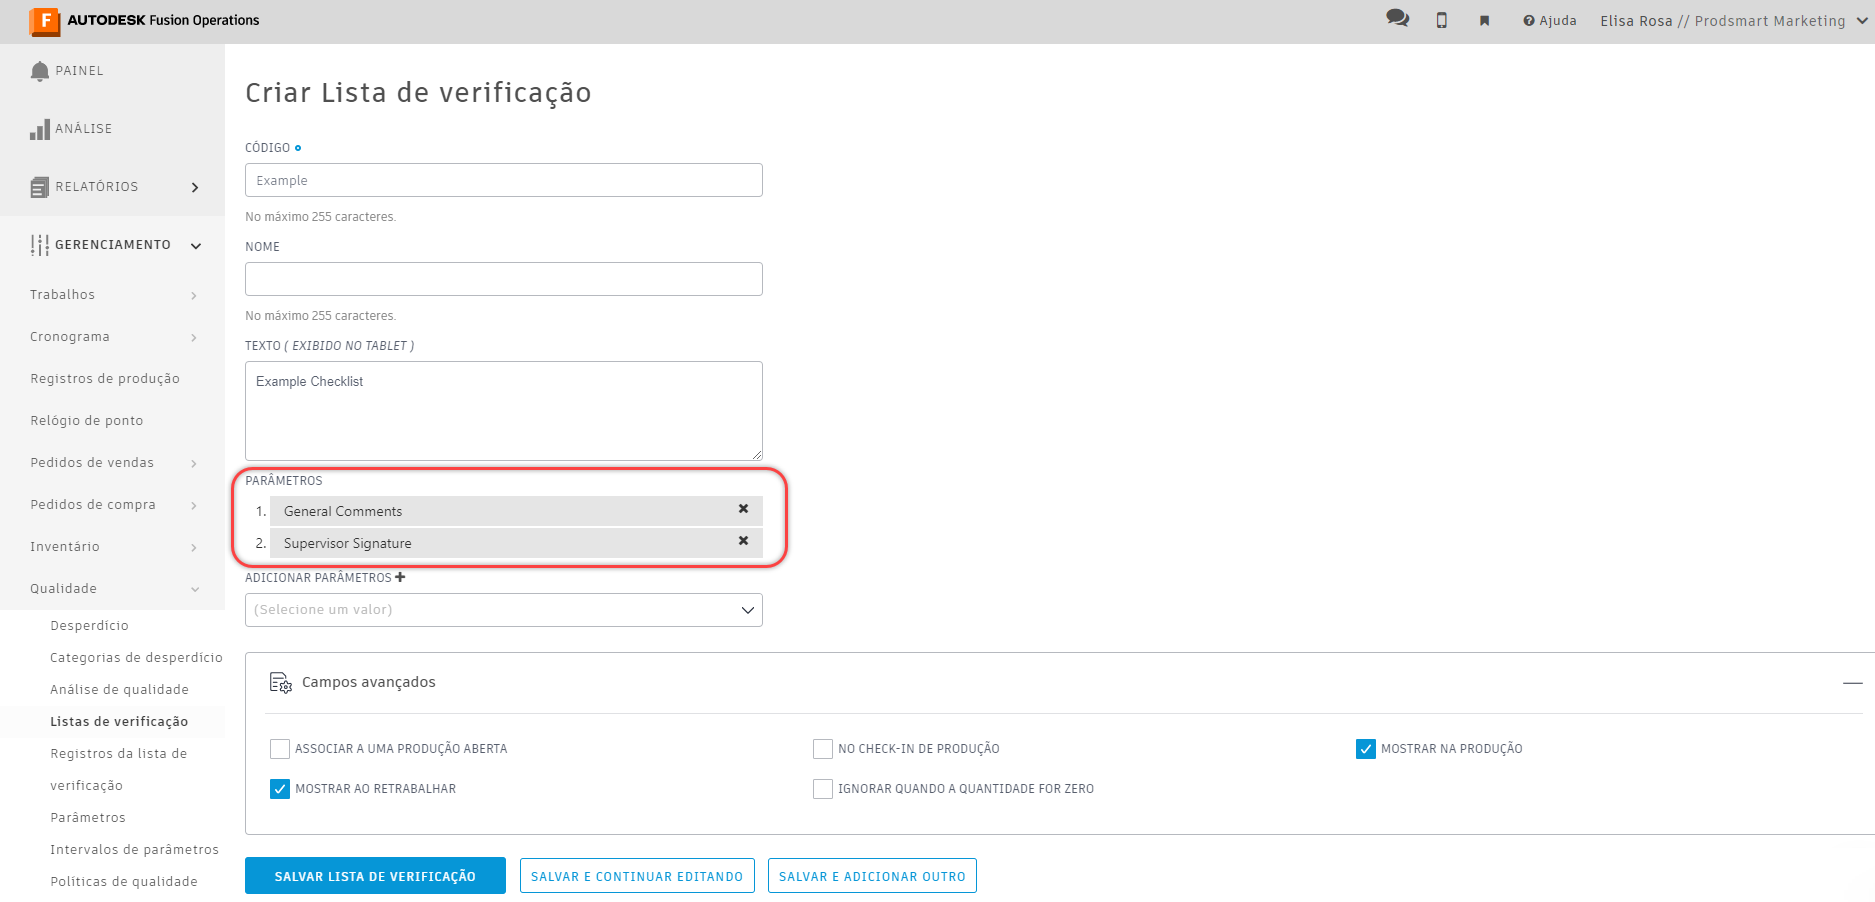 F AUTODESK Fusion Operations
Ajuda
Elisa Rosa // Prodsmart Marketing
PAINEL
ANÁLISE
RELATÓRIOS
GERENCIAMENTO
Trabalhos
Cronograma
Registros de produção
Relógio de ponto
Pedidos de vendas
Pedidos de compra
Inventário
Qualidade
Desperdício
Categorias de desperdício
Análise de qualidade
Listas de verificação
Registros da lista de
verificação
Parâmetros
Intervalos de parâmetros
Políticas de qualidade
Criar Lista de verificação
CÓDIGO
Example
No máximo 255 caracteres.
NOME
No máximo 255 caracteres.
TEXTO ( EXIBIDO NO TABLET )
Example Checklist
PARÂMETROS
1. General Comments
2. Supervisor Signature
ADICIONAR PARÂMETROS
(Selecione um valor)
Campos avançados
ASSOCIAR A UMA PRODUÇÃO ABERTA
NO CHECK-IN DE PRODUÇÃO
MOSTRAR NA PRODUÇÃO
MOSTRAR AO RETRABALHAR
IGNORAR QUANDO A QUANTIDADE FOR ZERO
SALVAR LISTA DE VERIFICAÇÃO
SALVAR E CONTINUAR EDITANDO
SALVAR E ADICIONAR OUTRO